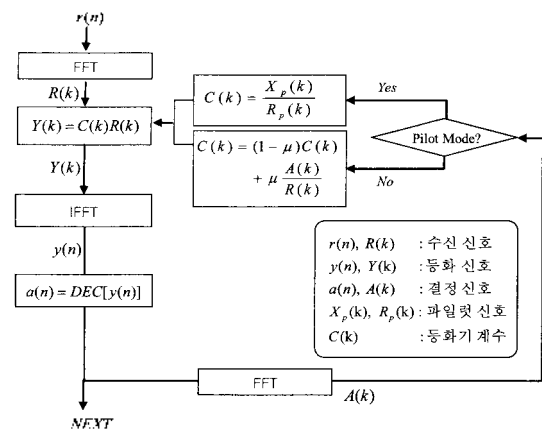 r(n)
FFT
R(k)
Y(k) = C(k)R(k)
Y(k)
IFFT
y(n)
a(n) = DEC[y(n)]
NEXT
C(k) = X_p(k) / R_p(k)
Yes
Pilot Mode?
C(k) = (1 − μ)C(k)
+ μ A(k) / R(k)
No
r(n), R(k) : 수신 신호
y(n), Y(k) : 등화 신호
a(n), A(k) : 결정 신호
X_p(k), R_p(k) : 파일럿 신호
C(k) : 등화기 계수
FFT
A(k)